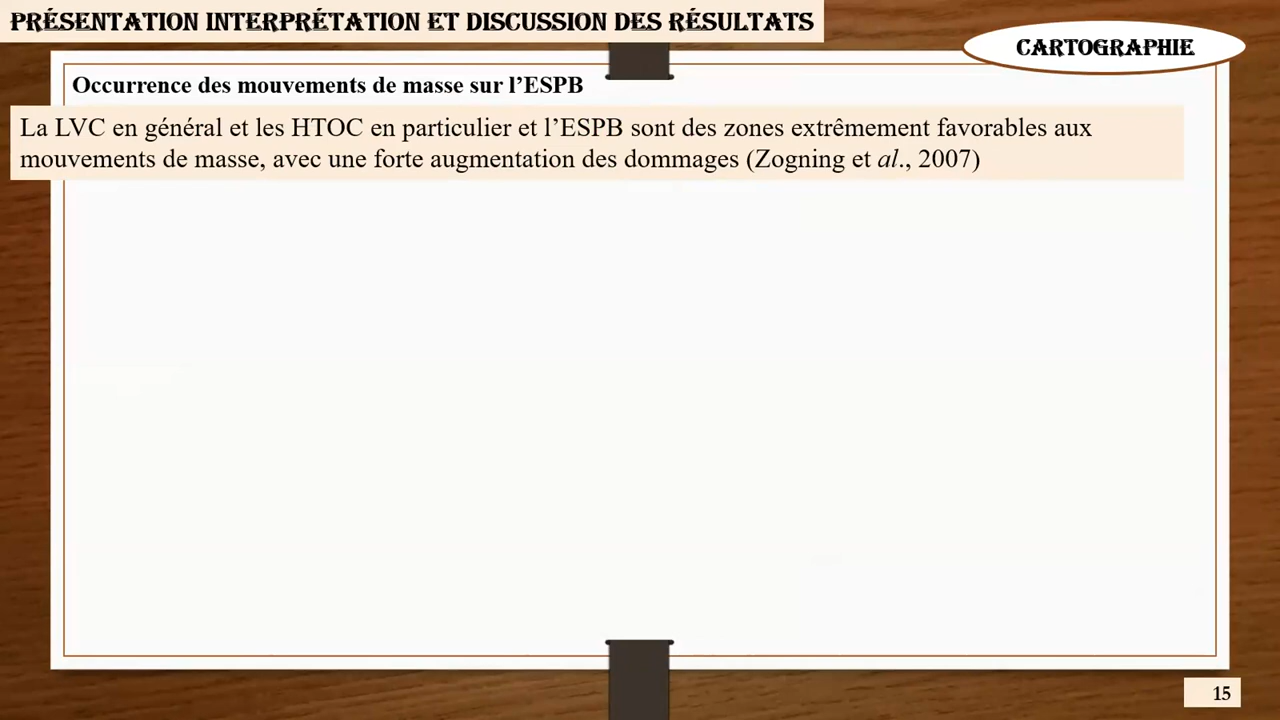 PRÉSENTATION INTERPRÉTATION ET DISCUSSION DES RÉSULTATS
CARTOGRAPHIE
Occurrence des mouvements de masse sur l’ESPB
La LVC en général et les HTOC en particulier et l’ESPB sont des zones extrêmement favorables aux
mouvements de masse, avec une forte augmentation des dommages (Zogning et al., 2007)
15